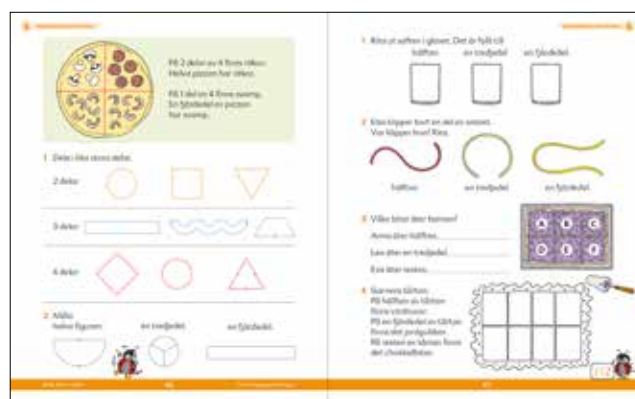 På 2 delar av 4 finns räkor.
Halva pizzan har räkor.
På 1 del av 4 finns svamp.
En fjärdedel av pizzan
har svamp.
1 Dela i lika stora delar.
2 delar
3 delar
4 delar
2 Måla
halva figuren.
en tredjedel.
en fjärdedel.
1 Rita ut saften i glasen. Det är fyllt till
hälften.
en tredjedel.
en fjärdedel.
2 Elsa klipper bort en del av snöret.
Var klipper hon? Rita.
hälften
en tredjedel
en fjärdedel
3 Vilka bitar äter barnen?
Anna äter hälften.
Leo äter en tredjedel.
Eva äter resten.
A B C
D E F
4 Garnera tårtan.
På hälften av tårtan
finns vindruvor.
På en fjärdedel av tårtan
finns det jordgubbar.
På resten av tårtan finns
det chokladbitar.